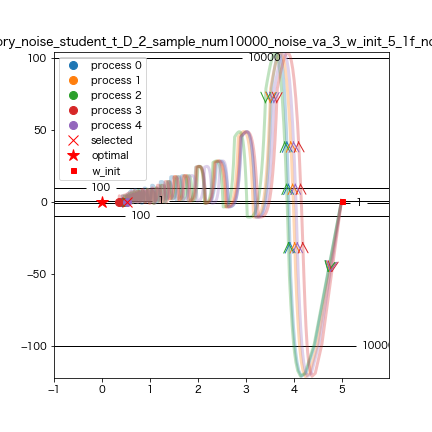 ory_noise_student_t_D_2_sample_num10000_noise_va_3_w_init_5_1f_no
process 0
process 1
process 2
process 3
process 4
selected
optimal
w_init
100
50
0
−50
−100
10000
100
1
1
100
10000
−1
0
1
2
3
4
5